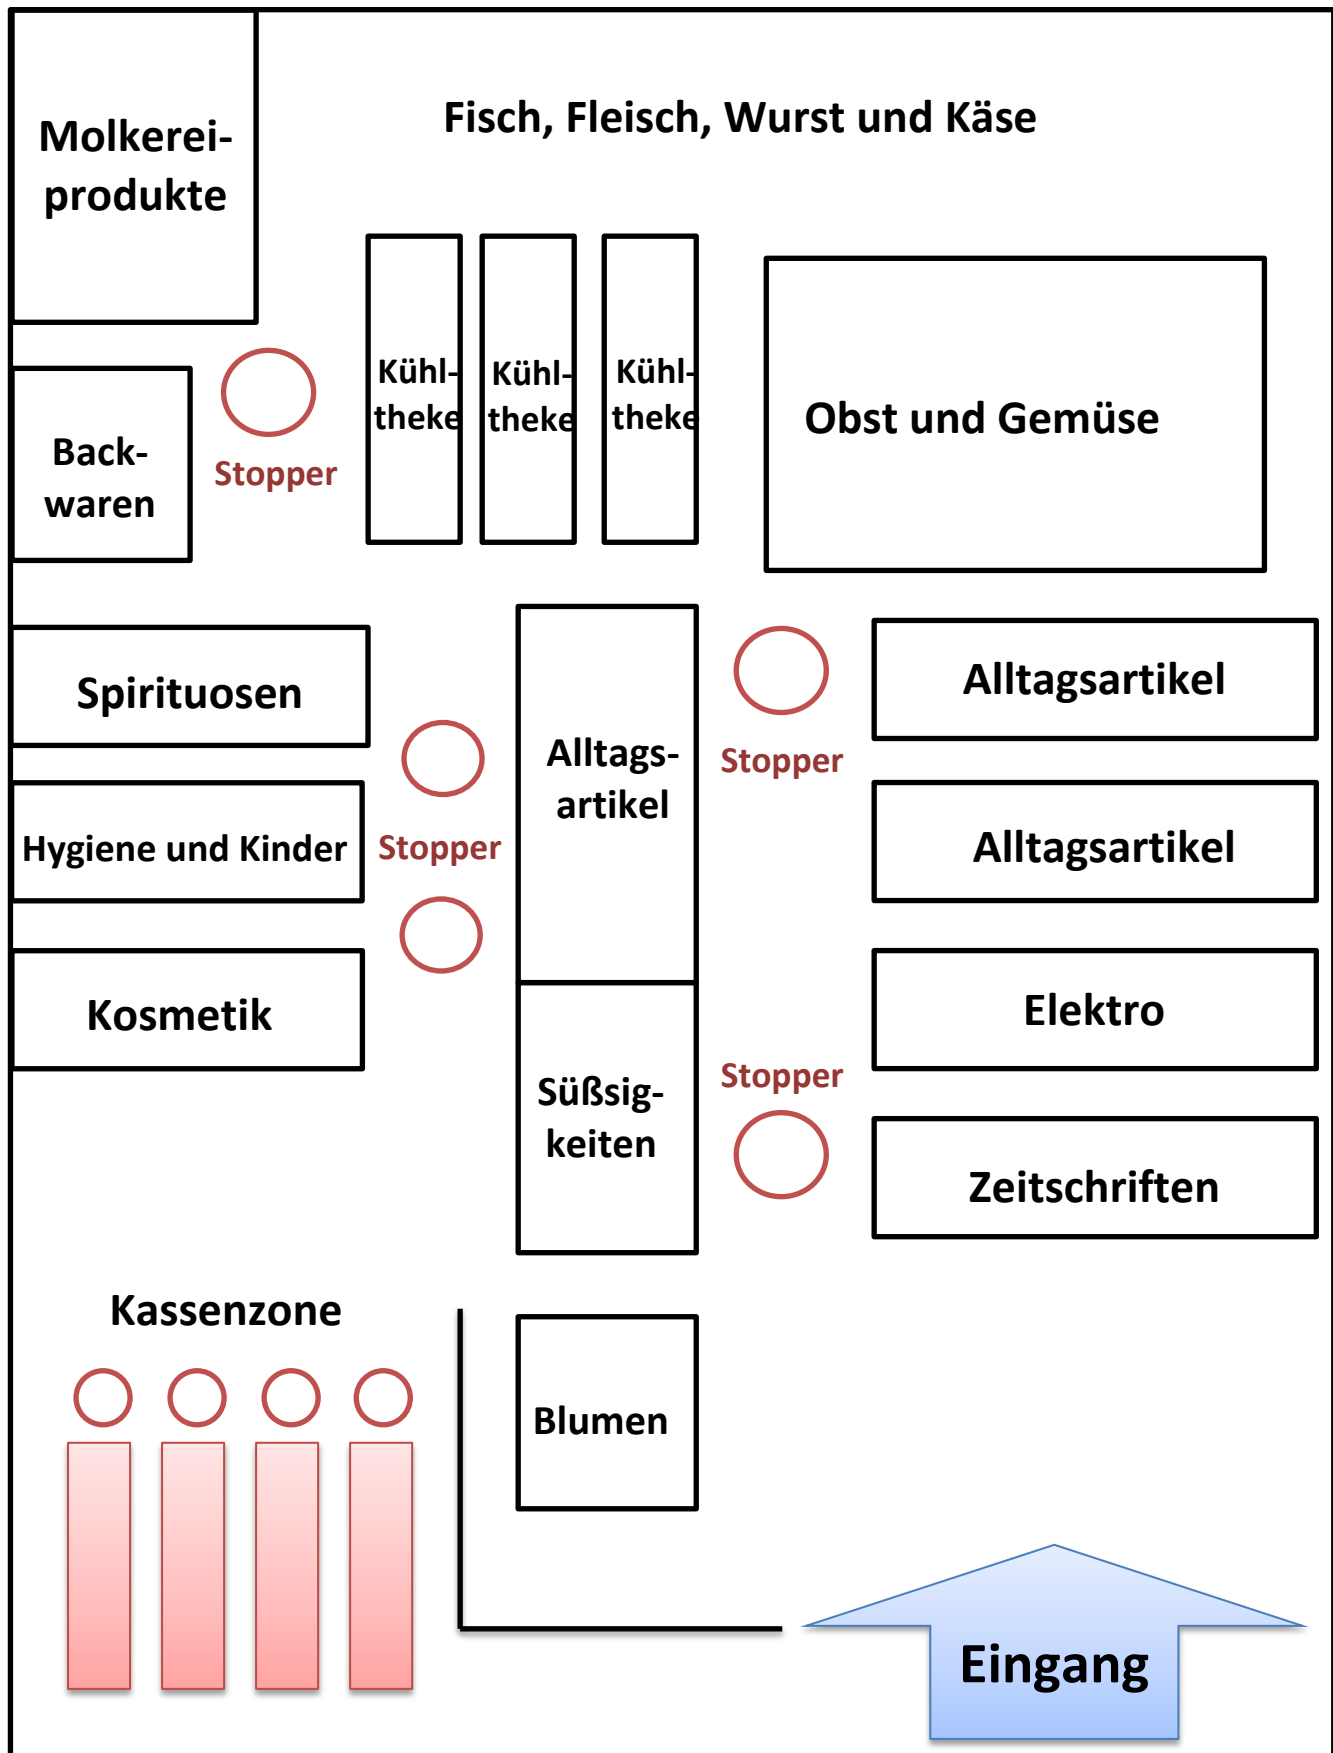 Molkerei-
produkte
Fisch, Fleisch, Wurst und Käse
Kühl-
theke
Kühl-
theke
Kühl-
theke
Obst und Gemüse
Back-
waren
Stopper
Spirituosen
Alltags-
artikel
Stopper
Alltagsartikel
Hygiene und Kinder
Stopper
Alltagsartikel
Kosmetik
Süßsig-
keiten
Stopper
Elektro
Zeitschriften
Kassenzone
Blumen
Eingang